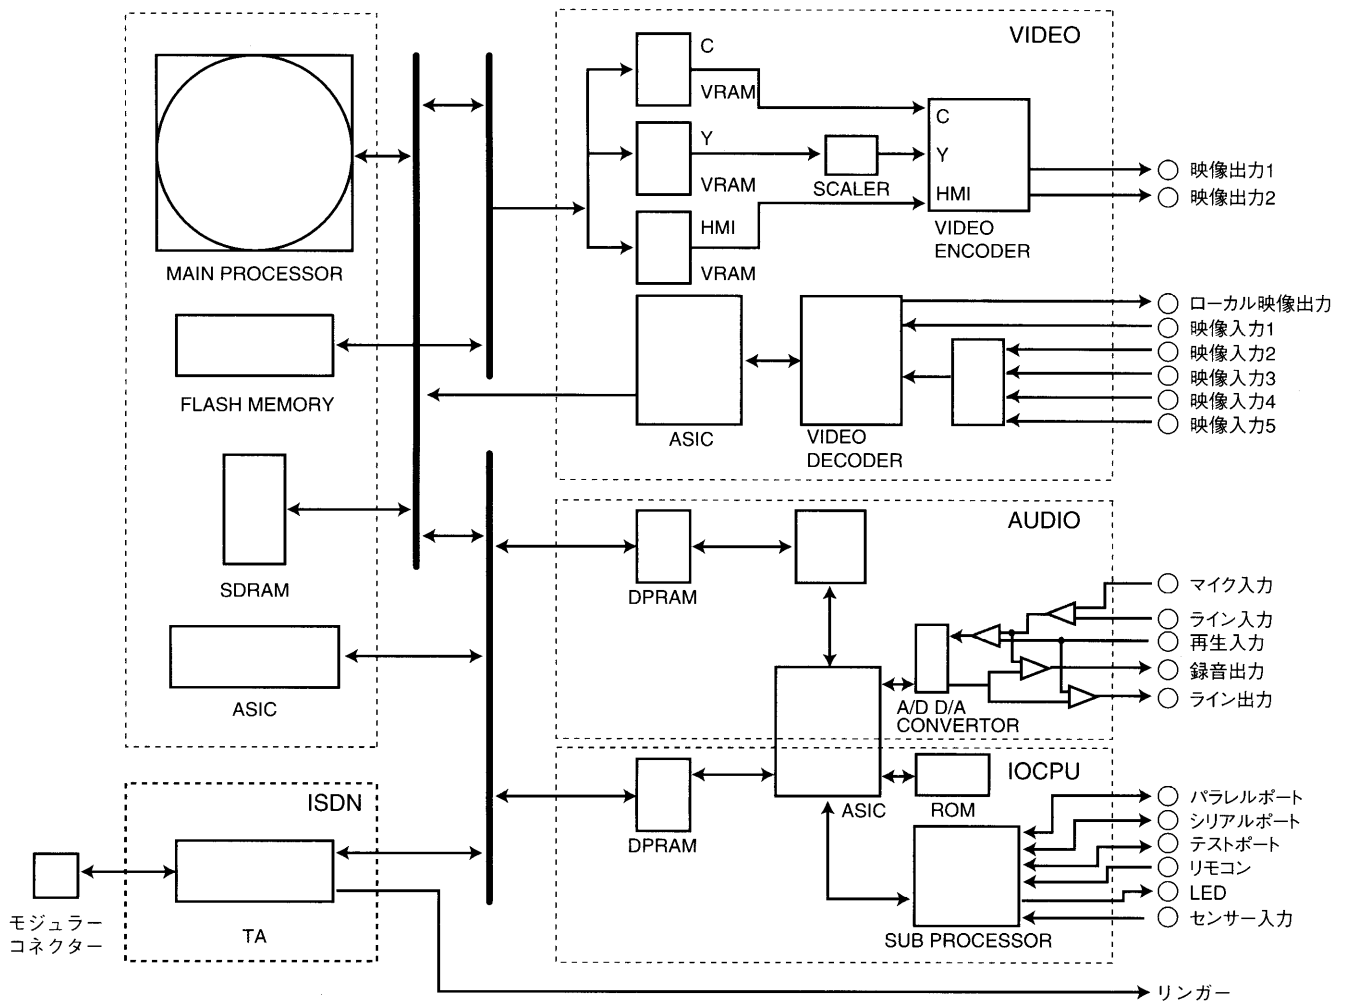 VIDEO
C
VRAM
Y
VRAM
HMI
VRAM
SCALER
C
Y
HMI
VIDEO
ENCODER
映像出力1
映像出力2
MAIN PROCESSOR
FLASH MEMORY
SDRAM
ASIC
ASIC
VIDEO
DECODER
ローカル映像出力
映像入力1
映像入力2
映像入力3
映像入力4
映像入力5
AUDIO
DPRAM
A/D D/A
CONVERTOR
マイク入力
ライン入力
再生入力
録音出力
ライン出力
IOCPU
DPRAM
ASIC
ROM
SUB PROCESSOR
パラレルポート
シリアルポート
テストポート
リモコン
LED
センサー入力
ISDN
TA
モジュラー
コネクター
リンガー